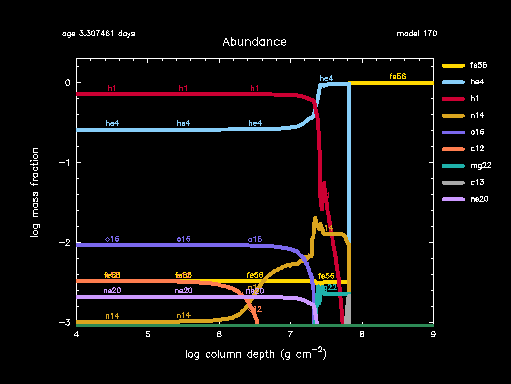 age 3.307461 days
model 170
Abundance
he4
fe56
fe56
0
h1 h1 h1
he4
h1
he4 he4 he4
n14
o16
-1
c12
14
mg22
c13
ne20
log mass fraction
-2
o16 o16 o16
fe56 fe56 fe56 fe56
ne20 ne20
n14 n14
-3
4 5 6 7 8 9
log column depth (g cm⁻²)